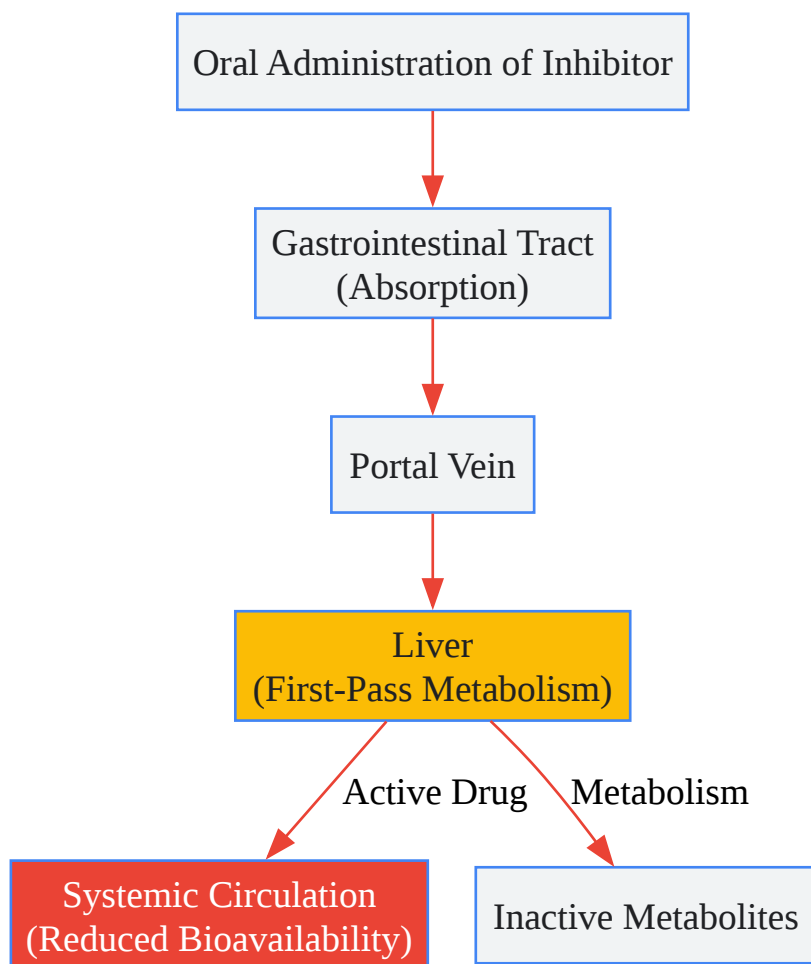 Oral Administration of Inhibitor
Gastrointestinal Tract
(Absorption)
Portal Vein
Liver
(First-Pass Metabolism)
Active Drug
Metabolism
Systemic Circulation
(Reduced Bioavailability)
Inactive Metabolites